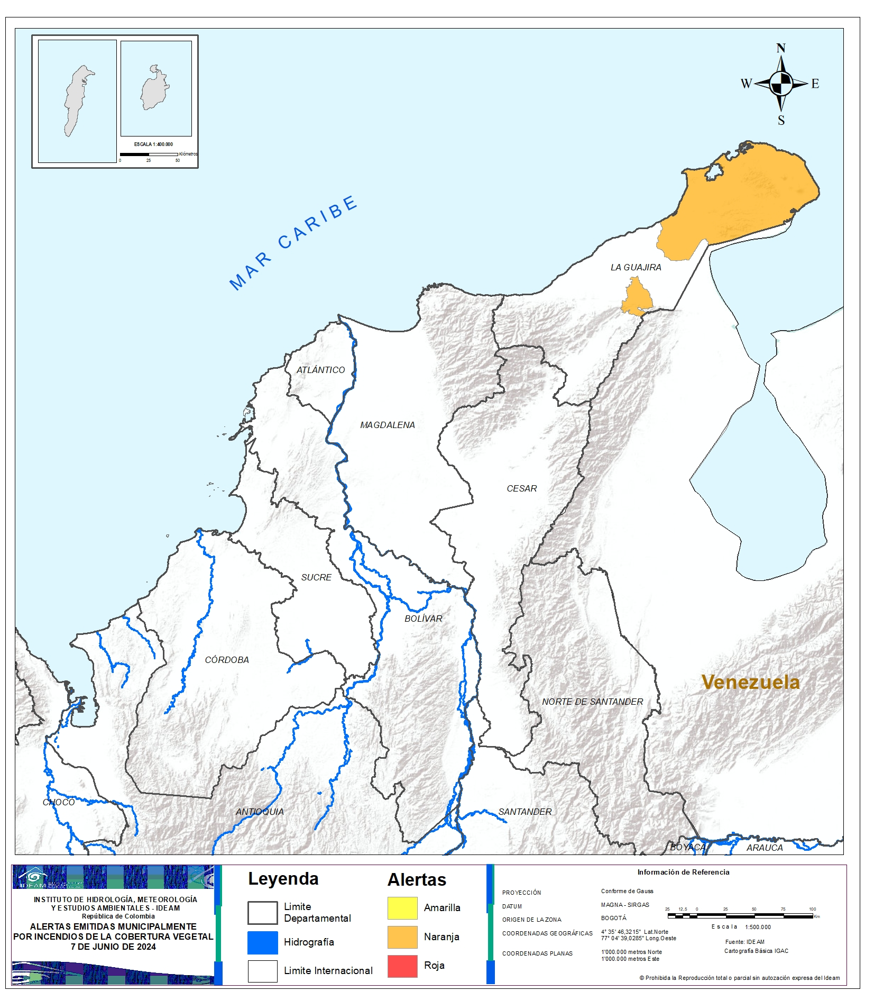 N
W
E
S
ESCALA 1:400.000
Kilómetros
0 25 50
MAR CARIBE
LA GUAJIRA
ATLÁNTICO
MAGDALENA
CESAR
SUCRE
BOLÍVAR
CÓRDOBA
Venezuela
NORTE DE SANTANDER
CHOCÓ
ANTIOQUIA
SANTANDER
BOYACÁ
ARAUCA
IDEAM
INSTITUTO DE HIDROLOGÍA, METEOROLOGÍA
Y ESTUDIOS AMBIENTALES - IDEAM
República de Colombia
ALERTAS EMITIDAS MUNICIPALMENTE
POR INCENDIOS DE LA COBERTURA VEGETAL
7 DE JUNIO DE 2024
Leyenda
Limite
Departamental
Hidrografía
Limite Internacional
Alertas
Amarilla
Naranja
Roja
Información de Referencia
PROYECCIÓN Conforme de Gauss
DATUM MAGNA - SIRGAS
ORIGEN DE LA ZONA BOGOTÁ
COORDENADAS GEOGRÁFICAS 4° 35' 46,3215" Lat.Norte
77° 04' 39,0285" Long.Oeste
COORDENADAS PLANAS 1'000.000 metros Norte
1'000.000 metros Este
25 12,5 0 25 50 75 100
Km
Escala 1:500.000
Fuente: IDEAM
Cartografía Básica IGAC
© Prohibida la Reproducción total o parcial sin autozación expresa del Ideam